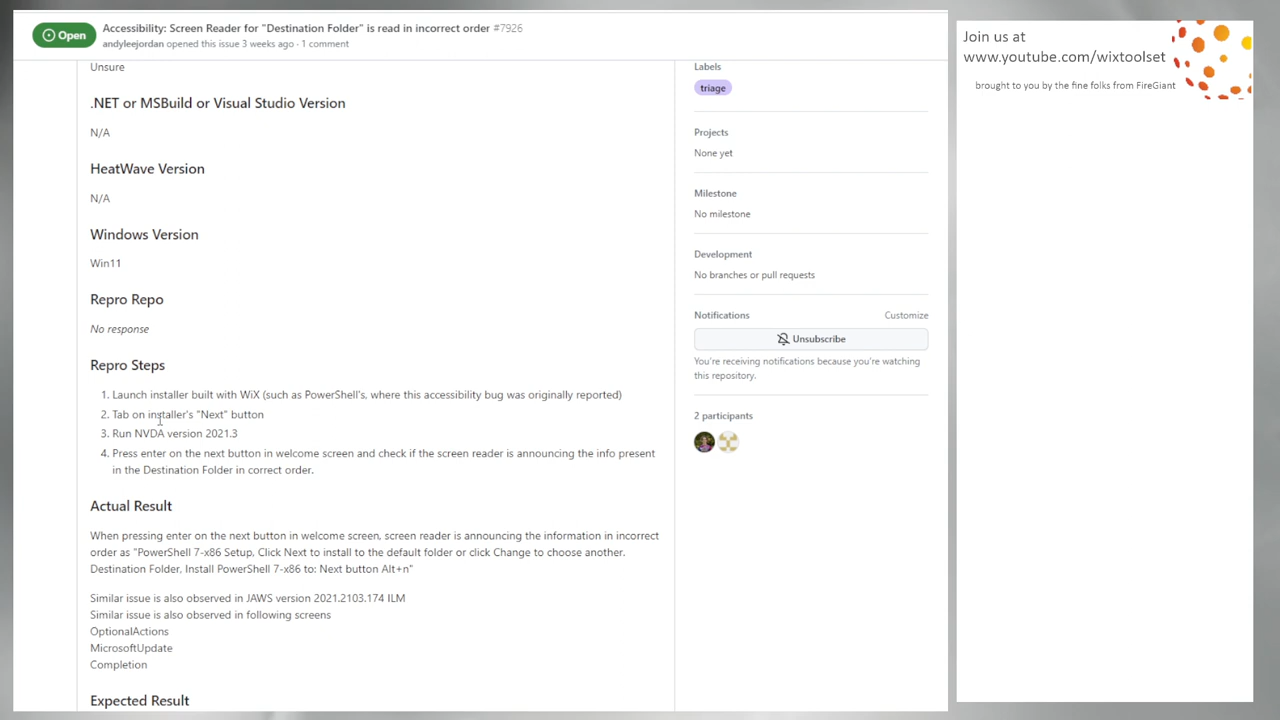 Open
Accessibility: Screen Reader for "Destination Folder" is read in incorrect order #7926
andyleejordan opened this issue 3 weeks ago · 1 comment
Unsure
.NET or MSBuild or Visual Studio Version
N/A
HeatWave Version
N/A
Windows Version
Win11
Repro Repo
No response
Repro Steps
1. Launch installer built with WiX (such as PowerShell's, where this accessibility bug was originally reported)
2. Tab on installer's "Next" button
3. Run NVDA version 2021.3
4. Press enter on the next button in welcome screen and check if the screen reader is announcing the info present
in the Destination Folder in correct order.
Actual Result
When pressing enter on the next button in welcome screen, screen reader is announcing the information in incorrect
order as "PowerShell 7-x86 Setup, Click Next to install to the default folder or click Change to choose another.
Destination Folder. Install PowerShell 7-x86 to: Next button Alt+n"
Similar issue is also observed in JAWS version 2021.2103.174 ILM
Similar issue is also observed in following screens
OptionalActions
MicrosoftUpdate
Completion
Expected Result
Labels
triage
Projects
None yet
Milestone
No milestone
Development
No branches or pull requests
Notifications
Customize
Unsubscribe
You're receiving notifications because you're watching
this repository.
2 participants
Join us at
www.youtube.com/wixtoolset
brought to you by the fine folks from FireGiant